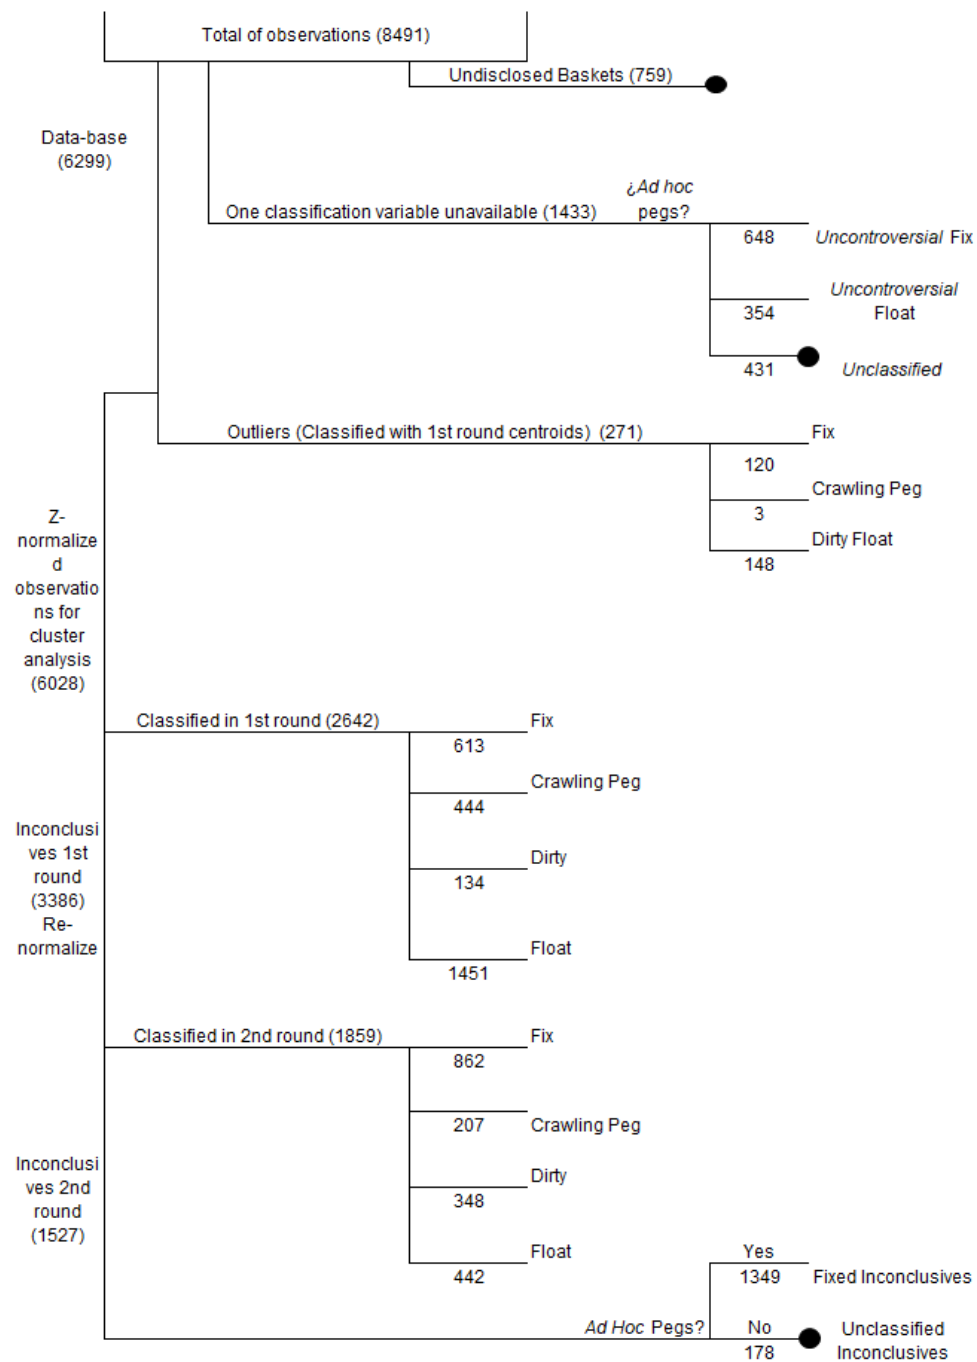 Total of observations (8491)
Undisclosed Baskets (759)
Data-base
(6299)
¿Ad hoc
pegs?
One classification variable unavailable (1433)
648
Uncontroversial Fix
Uncontroversial
Float
354
431
Unclassified
Outliers (Classified with 1st round centroids) (271)
Fix
120
Crawling Peg
3
Dirty Float
148
Z-
normalize
d
observatio
ns for
cluster
analysis
(6028)
Classified in 1st round (2642)
Fix
613
Crawling Peg
444
Inconclusi
ves 1st
round
(3386)
Re-
normalize
Dirty
134
Float
1451
Classified in 2nd round (1859)
Fix
862
207
Crawling Peg
Inconclusi
ves 2nd
round
(1527)
Dirty
348
Float
442
Yes
1349
Fixed Inconclusives
Ad Hoc Pegs?
No
178
Unclassified
Inconclusives